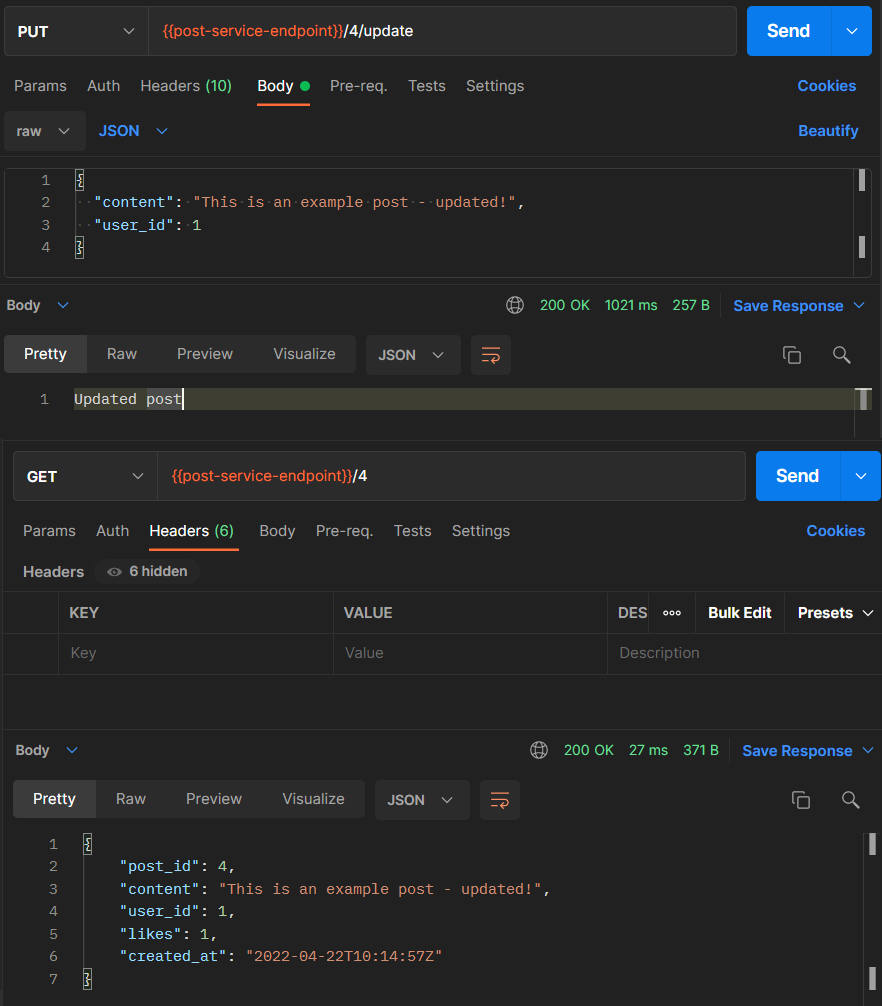 PUT {{post-service-endpoint}}/4/update Send
Params Auth Headers (10) Body Pre-req. Tests Settings Cookies
raw JSON Beautify
1 {
2 "content": "This is an example post - updated!",
3 "user_id": 1
4 }
Body 200 OK 1021 ms 257 B Save Response
Pretty Raw Preview Visualize JSON
1 Updated post
GET {{post-service-endpoint}}/4 Send
Params Auth Headers (6) Body Pre-req. Tests Settings Cookies
Headers 6 hidden
KEY VALUE DES Bulk Edit Presets
Key Value Description
Body 200 OK 27 ms 371 B Save Response
Pretty Raw Preview Visualize JSON
1 {
2 "post_id": 4,
3 "content": "This is an example post - updated!",
4 "user_id": 1,
5 "likes": 1,
6 "created_at": "2022-04-22T10:14:57Z"
7 }